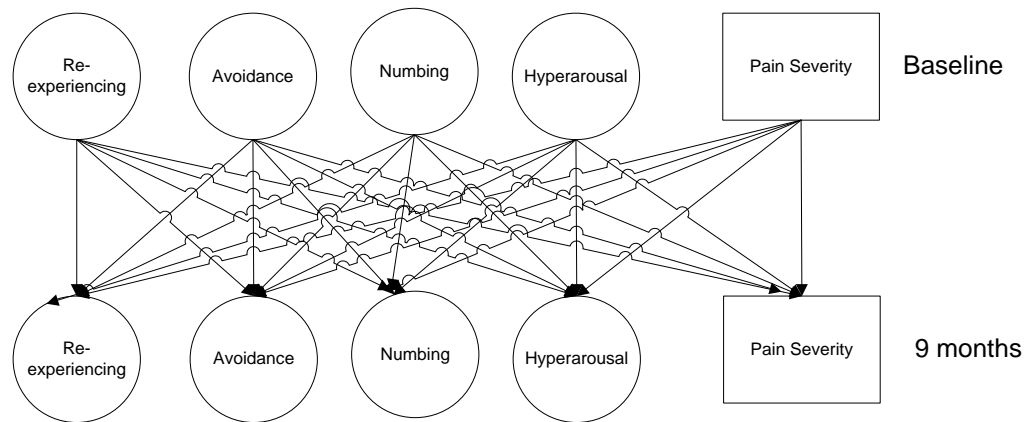 Re-
experiencing
Avoidance
Numbing
Hyperarousal
Pain Severity
Baseline
Re-
experiencing
Avoidance
Numbing
Hyperarousal
Pain Severity
9 months